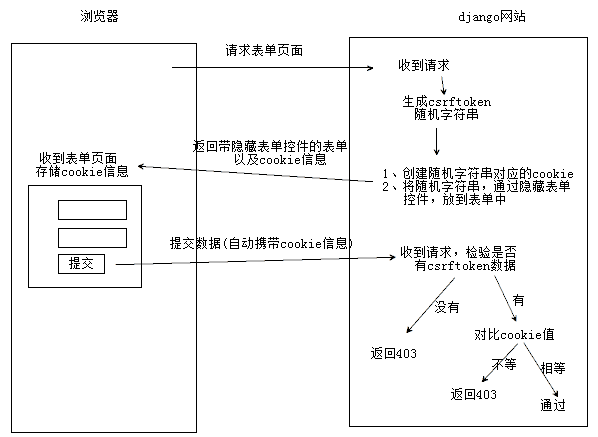 浏览器
django网站
请求表单页面
收到请求
生成csrftoken
随机字符串
返回带隐藏表单控件的表单
以及cookie信息
收到表单页面
存储cookie信息
1、创建随机字符串对应的cookie
2、将随机字符串，通过隐藏表单
控件，放到表单中
提交数据(自动携带cookie信息)
提交
收到请求，检验是否
有csrftoken数据
没有
有
返回403
对比cookie值
不等
相等
返回403
通过